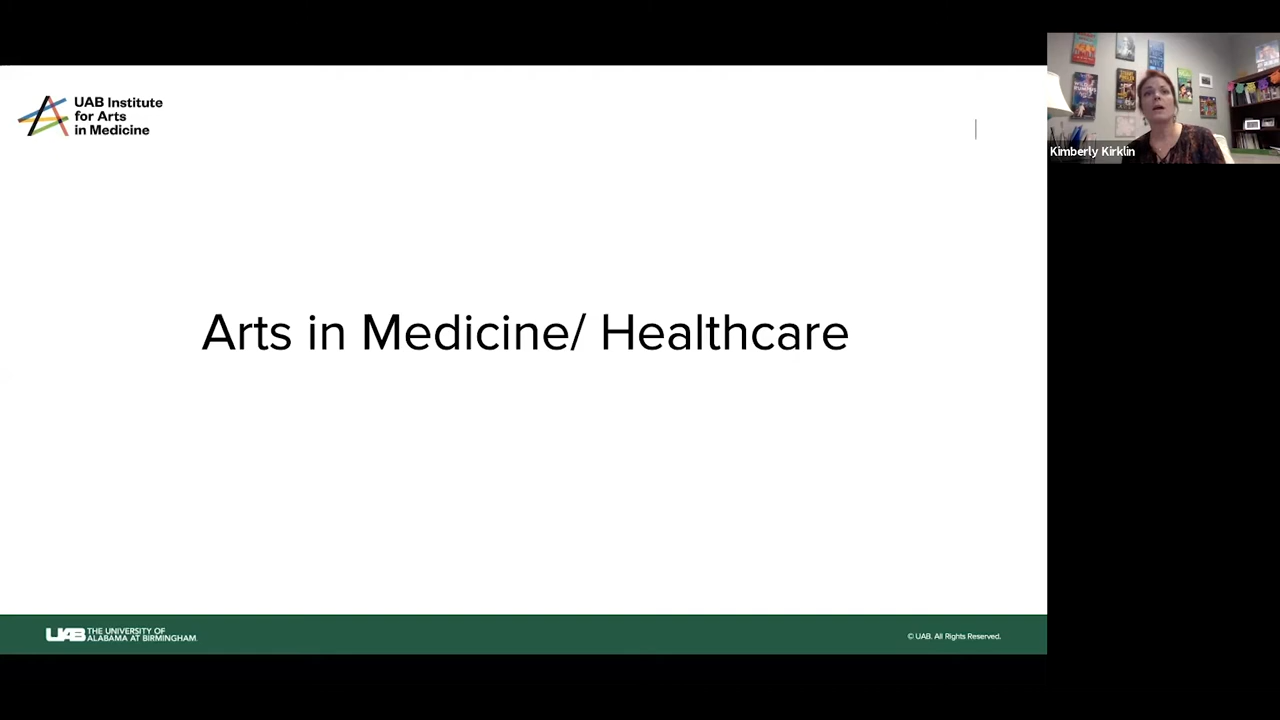 UAB Institute
for Arts
in Medicine
Kimberly Kirklin
Arts in Medicine/ Healthcare
UAB THE UNIVERSITY OF
ALABAMA AT BIRMINGHAM
© UAB. All Rights Reserved.